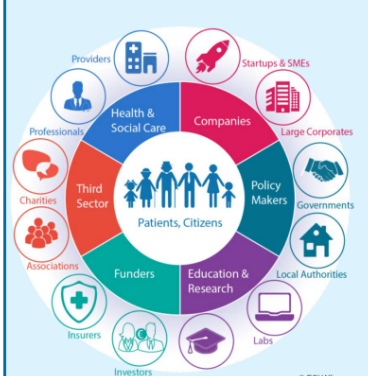 Providers
Startups & SMEs
Professionals
Health &
Social Care
Companies
Large Corporates
Charities
Third
Sector
Policy
Makers
Governments
Patients, Citizens
Associations
Funders
Education &
Research
Local Authorities
Insurers
Labs
Investors